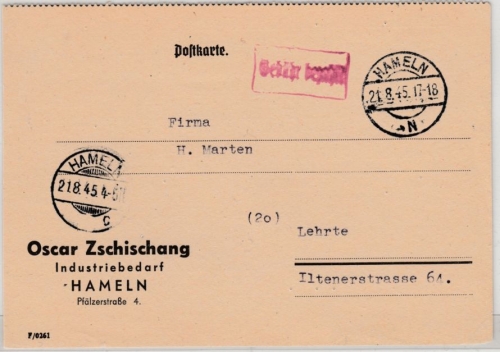 Postkarte.
Gebühr bezahlt
HAMELN
21.8.45.17-18
N
Firma
H. Marten
HAMELN
21.8.45.4-5
c
(20) Lehrte
Iltenerstrasse 64.
Oscar Zschischang
Industriebedarf
-HAMELN
Pfälzerstraße 4.
F/0261